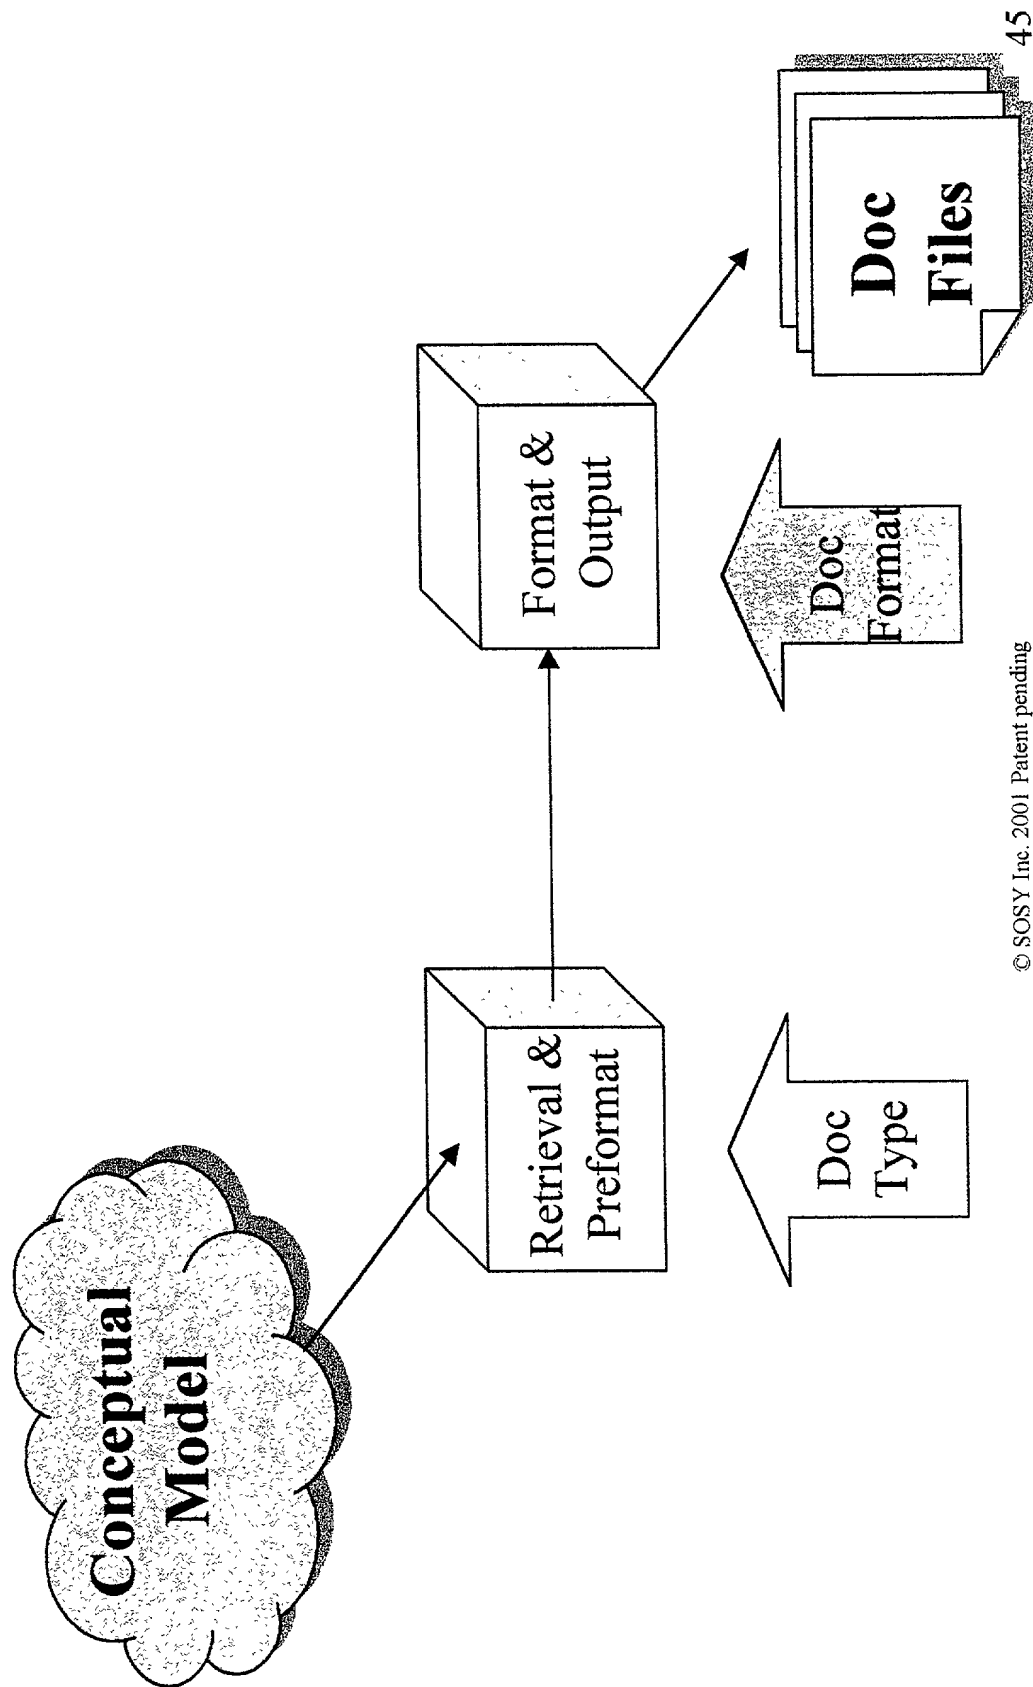 Conceptual
Model
Retrieval &
Preformat
Format &
Output
Doc
Files
Doc
Type
Doc
Format
© SOSY Inc. 2001 Patent pending
45